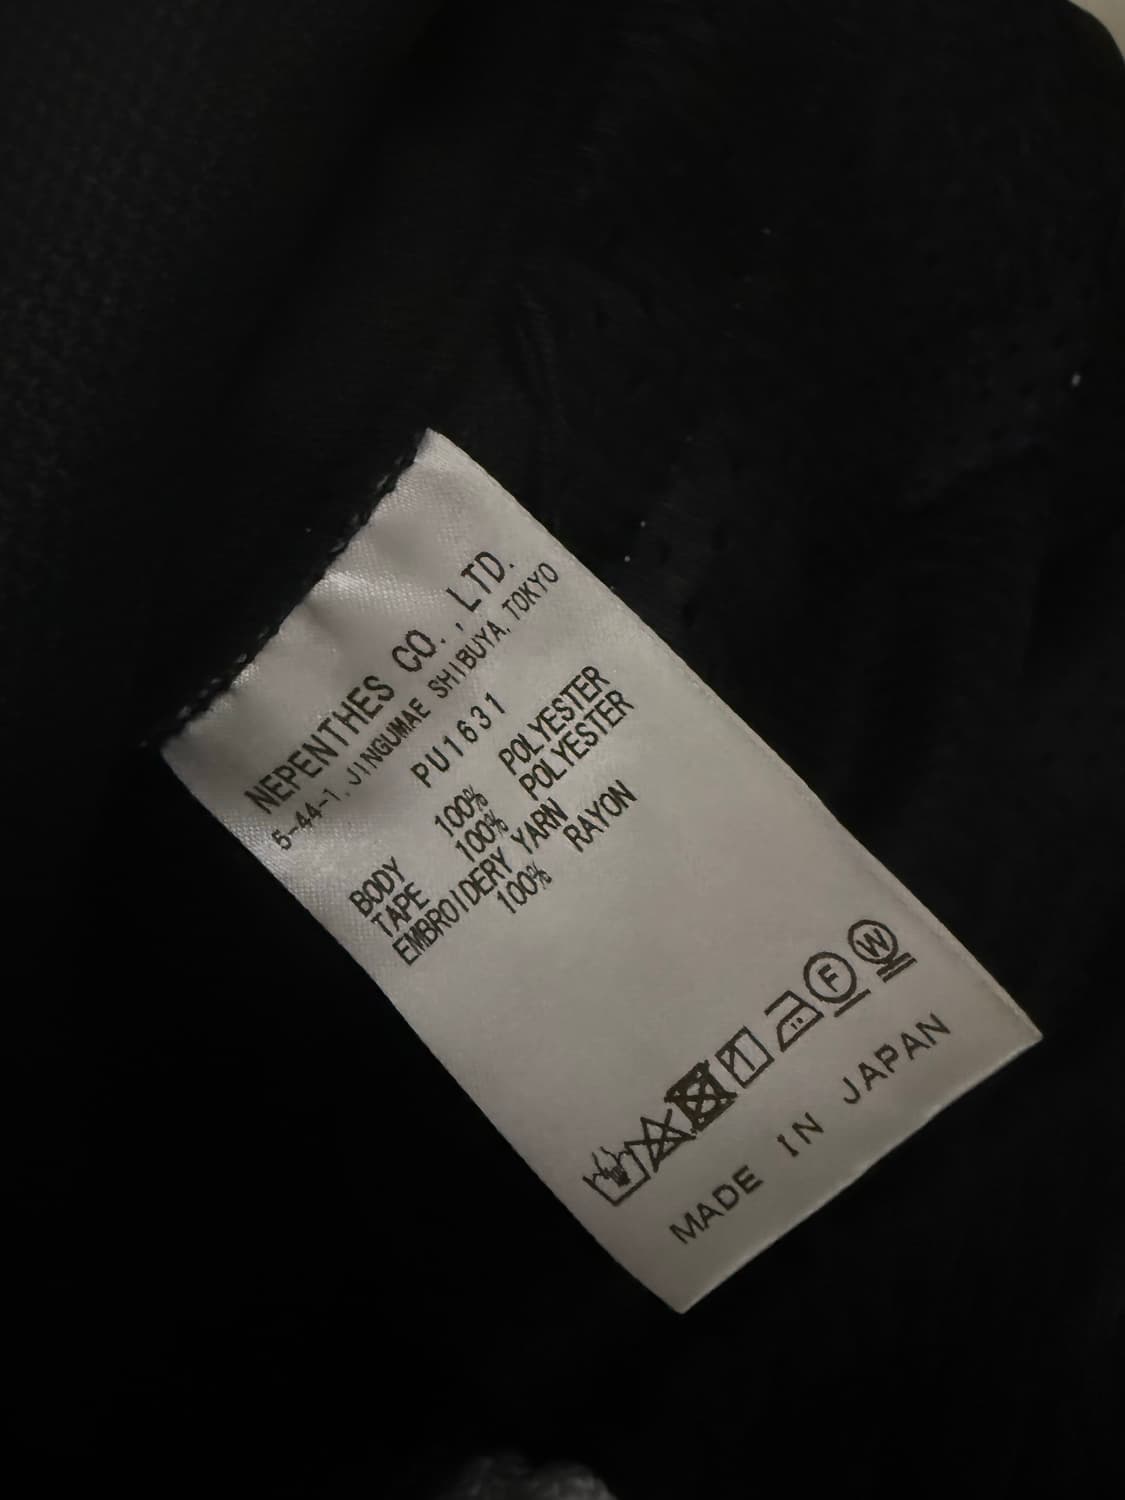 NEPENTHES CO., LTD.
5-44-1, JINGUMAE SHIBUYA, TOKYO
PU1631
BODY 100% POLYESTER
TAPE 100% POLYESTER
EMBROIDERY YARN
100% RAYON
F W
MADE IN JAPAN